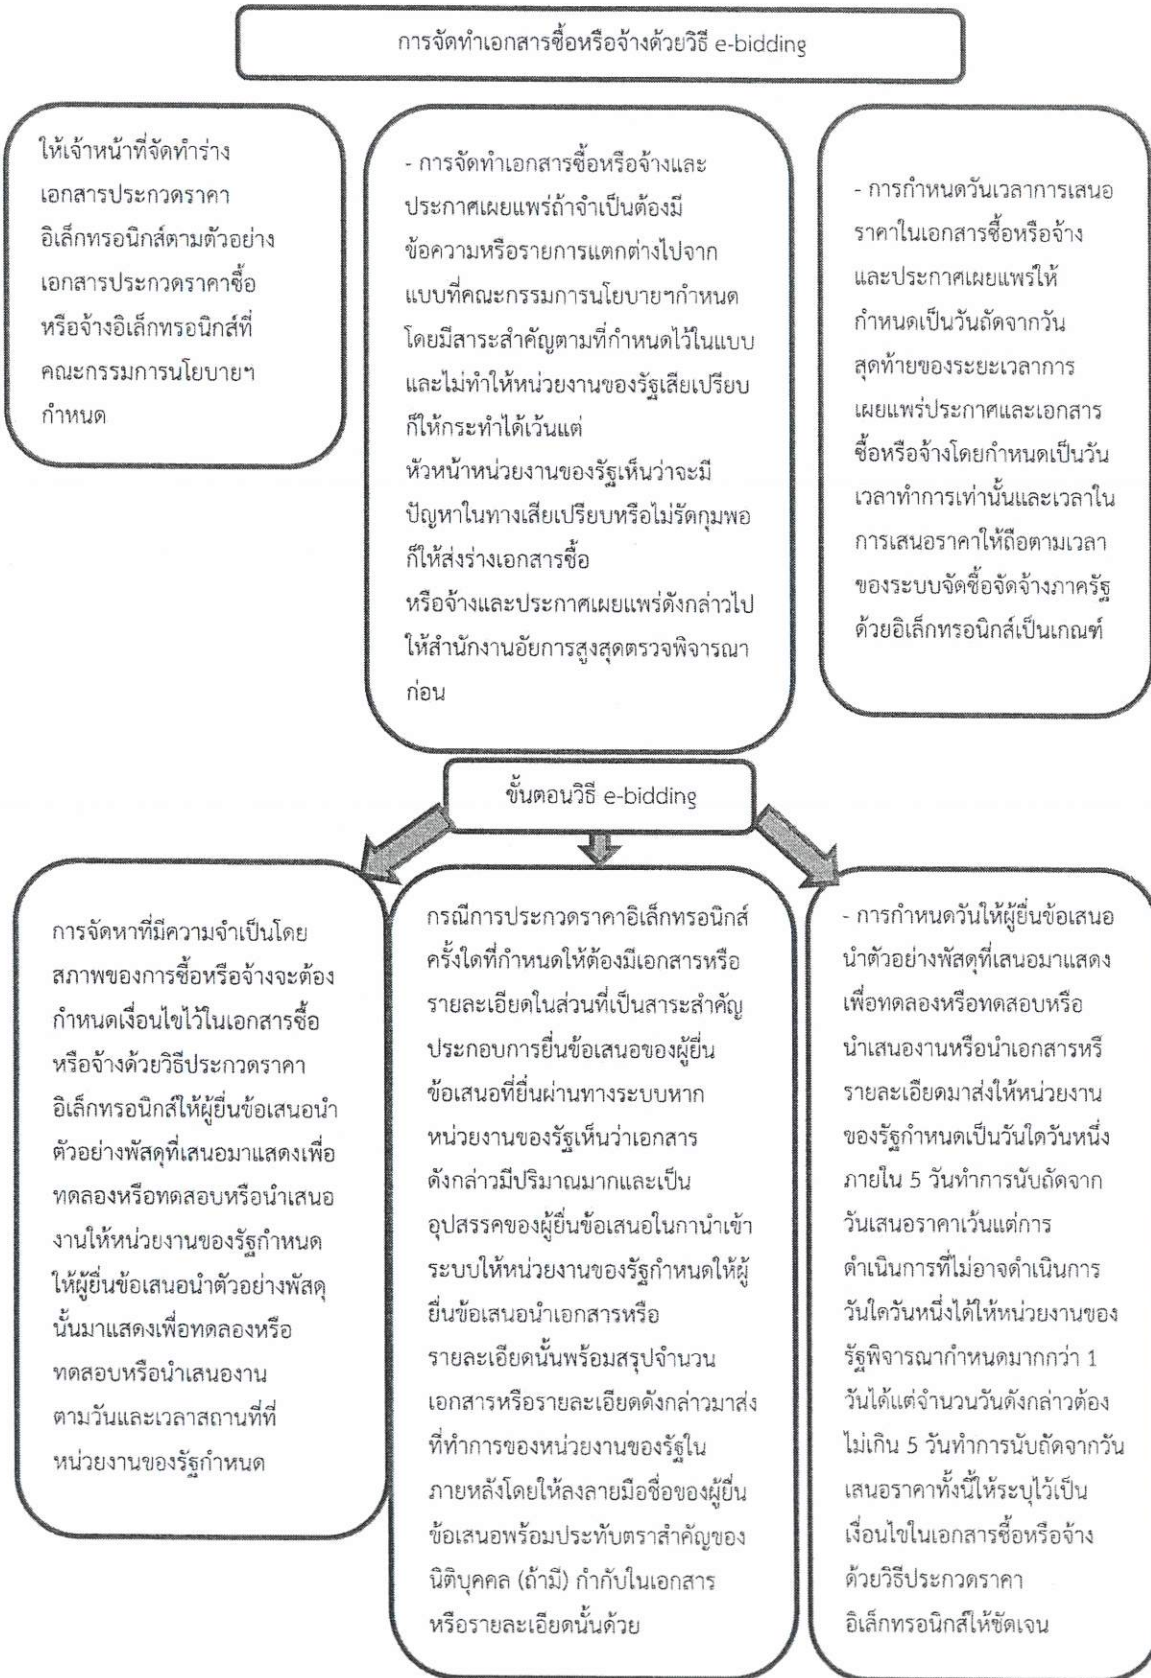 การจัดทำเอกสารซื้อหรือจ้างด้วยวิธี e-bidding
ให้เจ้าหน้าที่จัดทำร่าง
เอกสารประกวดราคา
อิเล็กทรอนิกส์ตามตัวอย่าง
เอกสารประกวดราคาซื้อ
หรือจ้างอิเล็กทรอนิกส์ที่
คณะกรรมการนโยบายฯ
กำหนด
- การจัดทำเอกสารซื้อหรือจ้างและ
ประกาศเผยแพร่ถ้าจำเป็นต้องมี
ข้อความหรือรายการแตกต่างไปจาก
แบบที่คณะกรรมการนโยบายฯกำหนด
โดยมีสาระสำคัญตามที่กำหนดไว้ในแบบ
และไม่ทำให้หน่วยงานของรัฐเสียเปรียบ
ก็ให้กระทำได้เว้นแต่
หัวหน้าหน่วยงานของรัฐเห็นว่าจะมี
ปัญหาในทางเสียเปรียบหรือไม่รัดกุมพอ
ก็ให้ส่งร่างเอกสารซื้อ
หรือจ้างและประกาศเผยแพร่ดังกล่าวไป
ให้สำนักงานอัยการสูงสุดตรวจพิจารณา
ก่อน
- การกำหนดวันเวลาการเสนอ
ราคาในเอกสารซื้อหรือจ้าง
และประกาศเผยแพร่ให้
กำหนดเป็นวันถัดจากวัน
สุดท้ายของระยะเวลาการ
เผยแพร่ประกาศและเอกสาร
ซื้อหรือจ้างโดยกำหนดเป็นวัน
เวลาทำการเท่านั้นและเวลาใน
การเสนอราคาให้ถือตามเวลา
ของระบบจัดซื้อจัดจ้างภาครัฐ
ด้วยอิเล็กทรอนิกส์เป็นเกณฑ์
ขั้นตอนวิธี e-bidding
การจัดหาที่มีความจำเป็นโดย
สภาพของการซื้อหรือจ้างจะต้อง
กำหนดเงื่อนไขไว้ในเอกสารซื้อ
หรือจ้างด้วยวิธีประกวดราคา
อิเล็กทรอนิกส์ให้ผู้ยื่นข้อเสนอนำ
ตัวอย่างพัสดุที่เสนอมาแสดงเพื่อ
ทดลองหรือทดสอบหรือนำเสนอ
งานให้หน่วยงานของรัฐกำหนด
ให้ผู้ยื่นข้อเสนอนำตัวอย่างพัสดุ
นั้นมาแสดงเพื่อทดลองหรือ
ทดสอบหรือนำเสนองาน
ตามวันและเวลาสถานที่ที่
หน่วยงานของรัฐกำหนด
กรณีการประกวดราคาอิเล็กทรอนิกส์
ครั้งใดที่กำหนดให้ต้องมีเอกสารหรือ
รายละเอียดในส่วนที่เป็นสาระสำคัญ
ประกอบการยื่นข้อเสนอของผู้ยื่น
ข้อเสนอที่ยื่นผ่านทางระบบหาก
หน่วยงานของรัฐเห็นว่าเอกสาร
ดังกล่าวมีปริมาณมากและเป็น
อุปสรรคของผู้ยื่นข้อเสนอในกานำเข้า
ระบบให้หน่วยงานของรัฐกำหนดให้ผู้
ยื่นข้อเสนอนำเอกสารหรือ
รายละเอียดนั้นพร้อมสรุปจำนวน
เอกสารหรือรายละเอียดดังกล่าวมาส่ง
ที่ทำการของหน่วยงานของรัฐใน
ภายหลังโดยให้ลงลายมือชื่อของผู้ยื่น
ข้อเสนอพร้อมประทับตราสำคัญของ
นิติบุคคล (ถ้ามี) กำกับในเอกสาร
หรือรายละเอียดนั้นด้วย
- การกำหนดวันให้ผู้ยื่นข้อเสนอ
นำตัวอย่างพัสดุที่เสนอมาแสดง
เพื่อทดลองหรือทดสอบหรือ
นำเสนองานหรือนำเอกสารหรื
รายละเอียดมาส่งให้หน่วยงาน
ของรัฐกำหนดเป็นวันใดวันหนึ่ง
ภายใน 5 วันทำการนับถัดจาก
วันเสนอราคาเว้นแต่การ
ดำเนินการที่ไม่อาจดำเนินการ
วันใดวันหนึ่งได้ให้หน่วยงานของ
รัฐพิจารณากำหนดมากกว่า 1
วันได้แต่จำนวนวันดังกล่าวต้อง
ไม่เกิน 5 วันทำการนับถัดจากวัน
เสนอราคาทั้งนี้ให้ระบุไว้เป็น
เงื่อนไขในเอกสารซื้อหรือจ้าง
ด้วยวิธีประกวดราคา
อิเล็กทรอนิกส์ให้ชัดเจน